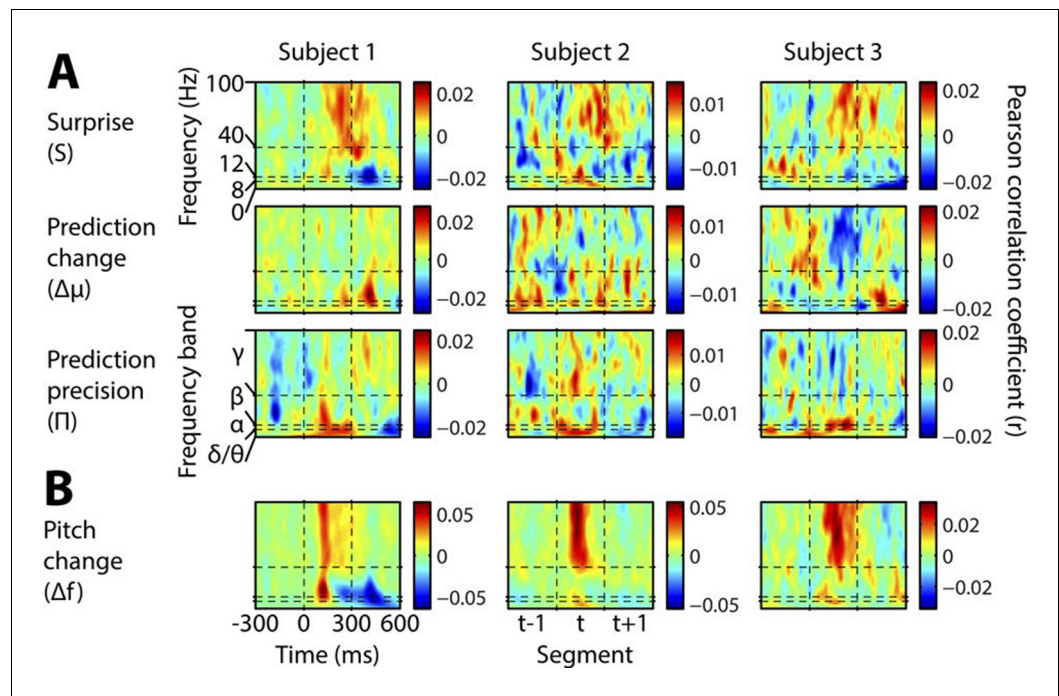 A
Subject 1
Subject 2
Subject 3
Surprise
(S)
Frequency (Hz)
100
40
12
8
0
0.02
0
−0.02
0.01
0
−0.01
0.02
0
−0.02
Pearson correlation coefficient (r)
Prediction
change
(Δμ)
0.02
0
−0.02
0.01
0
−0.01
0.02
0
−0.02
Prediction
precision
(Π)
Frequency band
γ
β
α
δ/θ
0.02
0
−0.02
0.01
0
−0.01
0.02
0
−0.02
B
Pitch
change
(Δf)
0.05
0
−0.05
0.05
0
−0.05
0.02
0
−0.02
-300 0 300 600
Time (ms)
t-1 t t+1
Segment